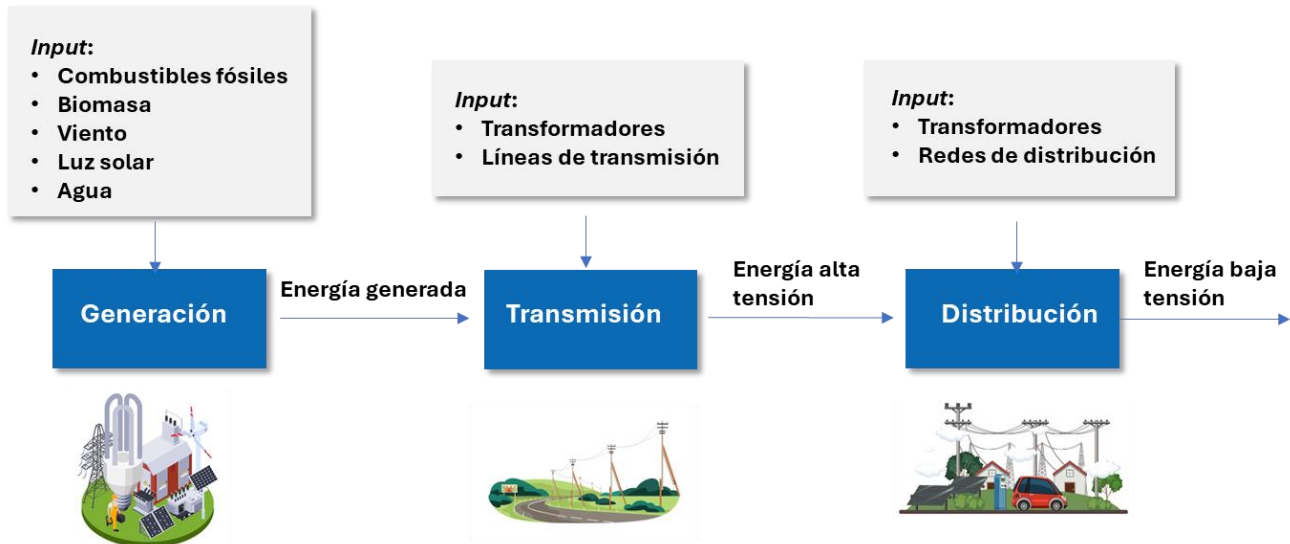 Input:
• Combustibles fósiles
• Biomasa
• Viento
• Luz solar
• Agua
Input:
• Transformadores
• Líneas de transmisión
Input:
• Transformadores
• Redes de distribución
Generación
Energía generada
Transmisión
Energía alta
tensión
Distribución
Energía baja
tensión